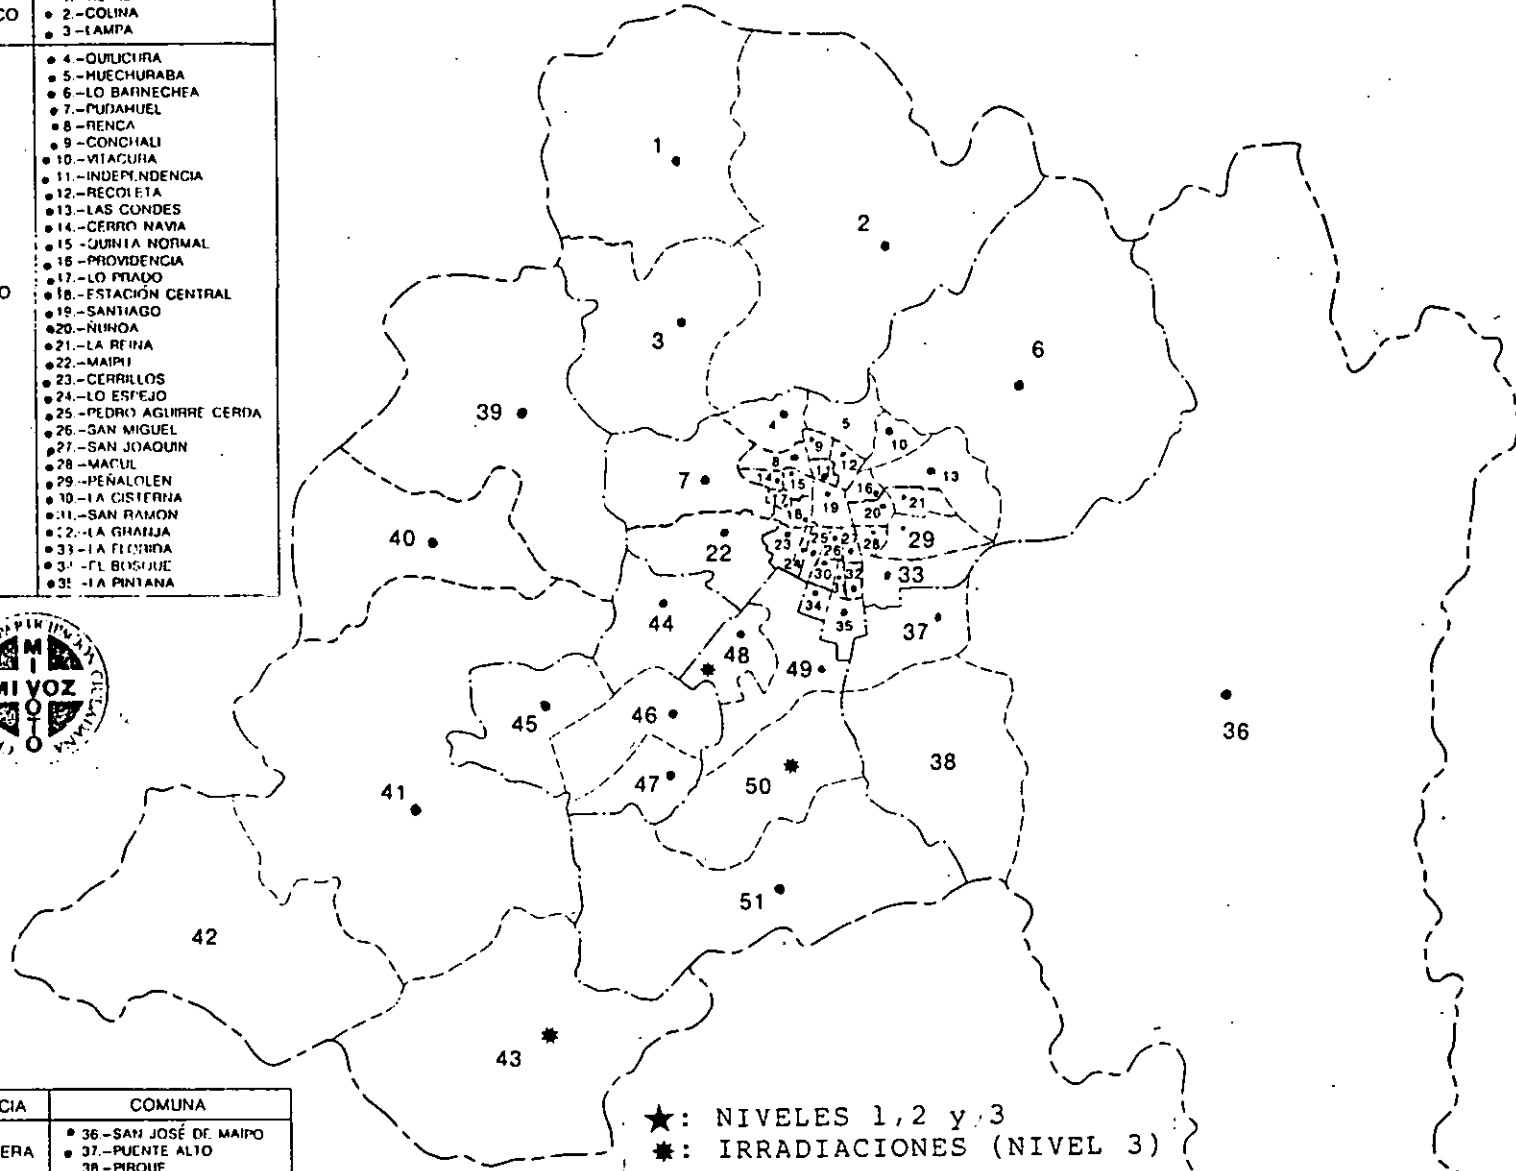 CO
2.-COLINA
3-LAMPA
O
4.-QUILICURA
5.-HUECHURABA
6.-LO BARNECHEA
7.-PUDAHUEL
8-RENCA
9-CONCHALI
10.-VITACURA
11.-INDEPENDENCIA
12.-RECOLETA
13.-LAS CONDES
14.-CERRO NAVIA
15-QUINTA NORMAL
16-PROVIDENCIA
17.-LO PRADO
18.-ESTACIÓN CENTRAL
19.-SANTIAGO
20.-ÑUÑOA
21.-LA REINA
22.-MAIPU
23.-CERRILLOS
24.-LO ESPEJO
25.-PEDRO AGUIRRE CERDA
26.-SAN MIGUEL
27.-SAN JOAQUIN
28-MACUL
29-PEÑALOLEN
30.-LA CISTERNA
31.-SAN RAMON
32.-LA GRANJA
33-LA FLORIDA
34-EL BOSQUE
35-LA PINTANA
MI VOZ
MI VOTO
1
2
3
6
39
4
5
10
9
8
12
11
13
7
14
15
16
21
19
20
18
40
22
23
25
27
28
29
26
24
30
32
33
31
34
44
35
37
48
49
45
46
36
38
47
50
41
51
42
43
CIA
COMUNA
ERA
36.-SAN JOSÉ DE MAIPO
37.-PUENTE ALTO
38-PIRQUE
★: NIVELES 1,2 y 3
✸: IRRADIACIONES (NIVEL 3)